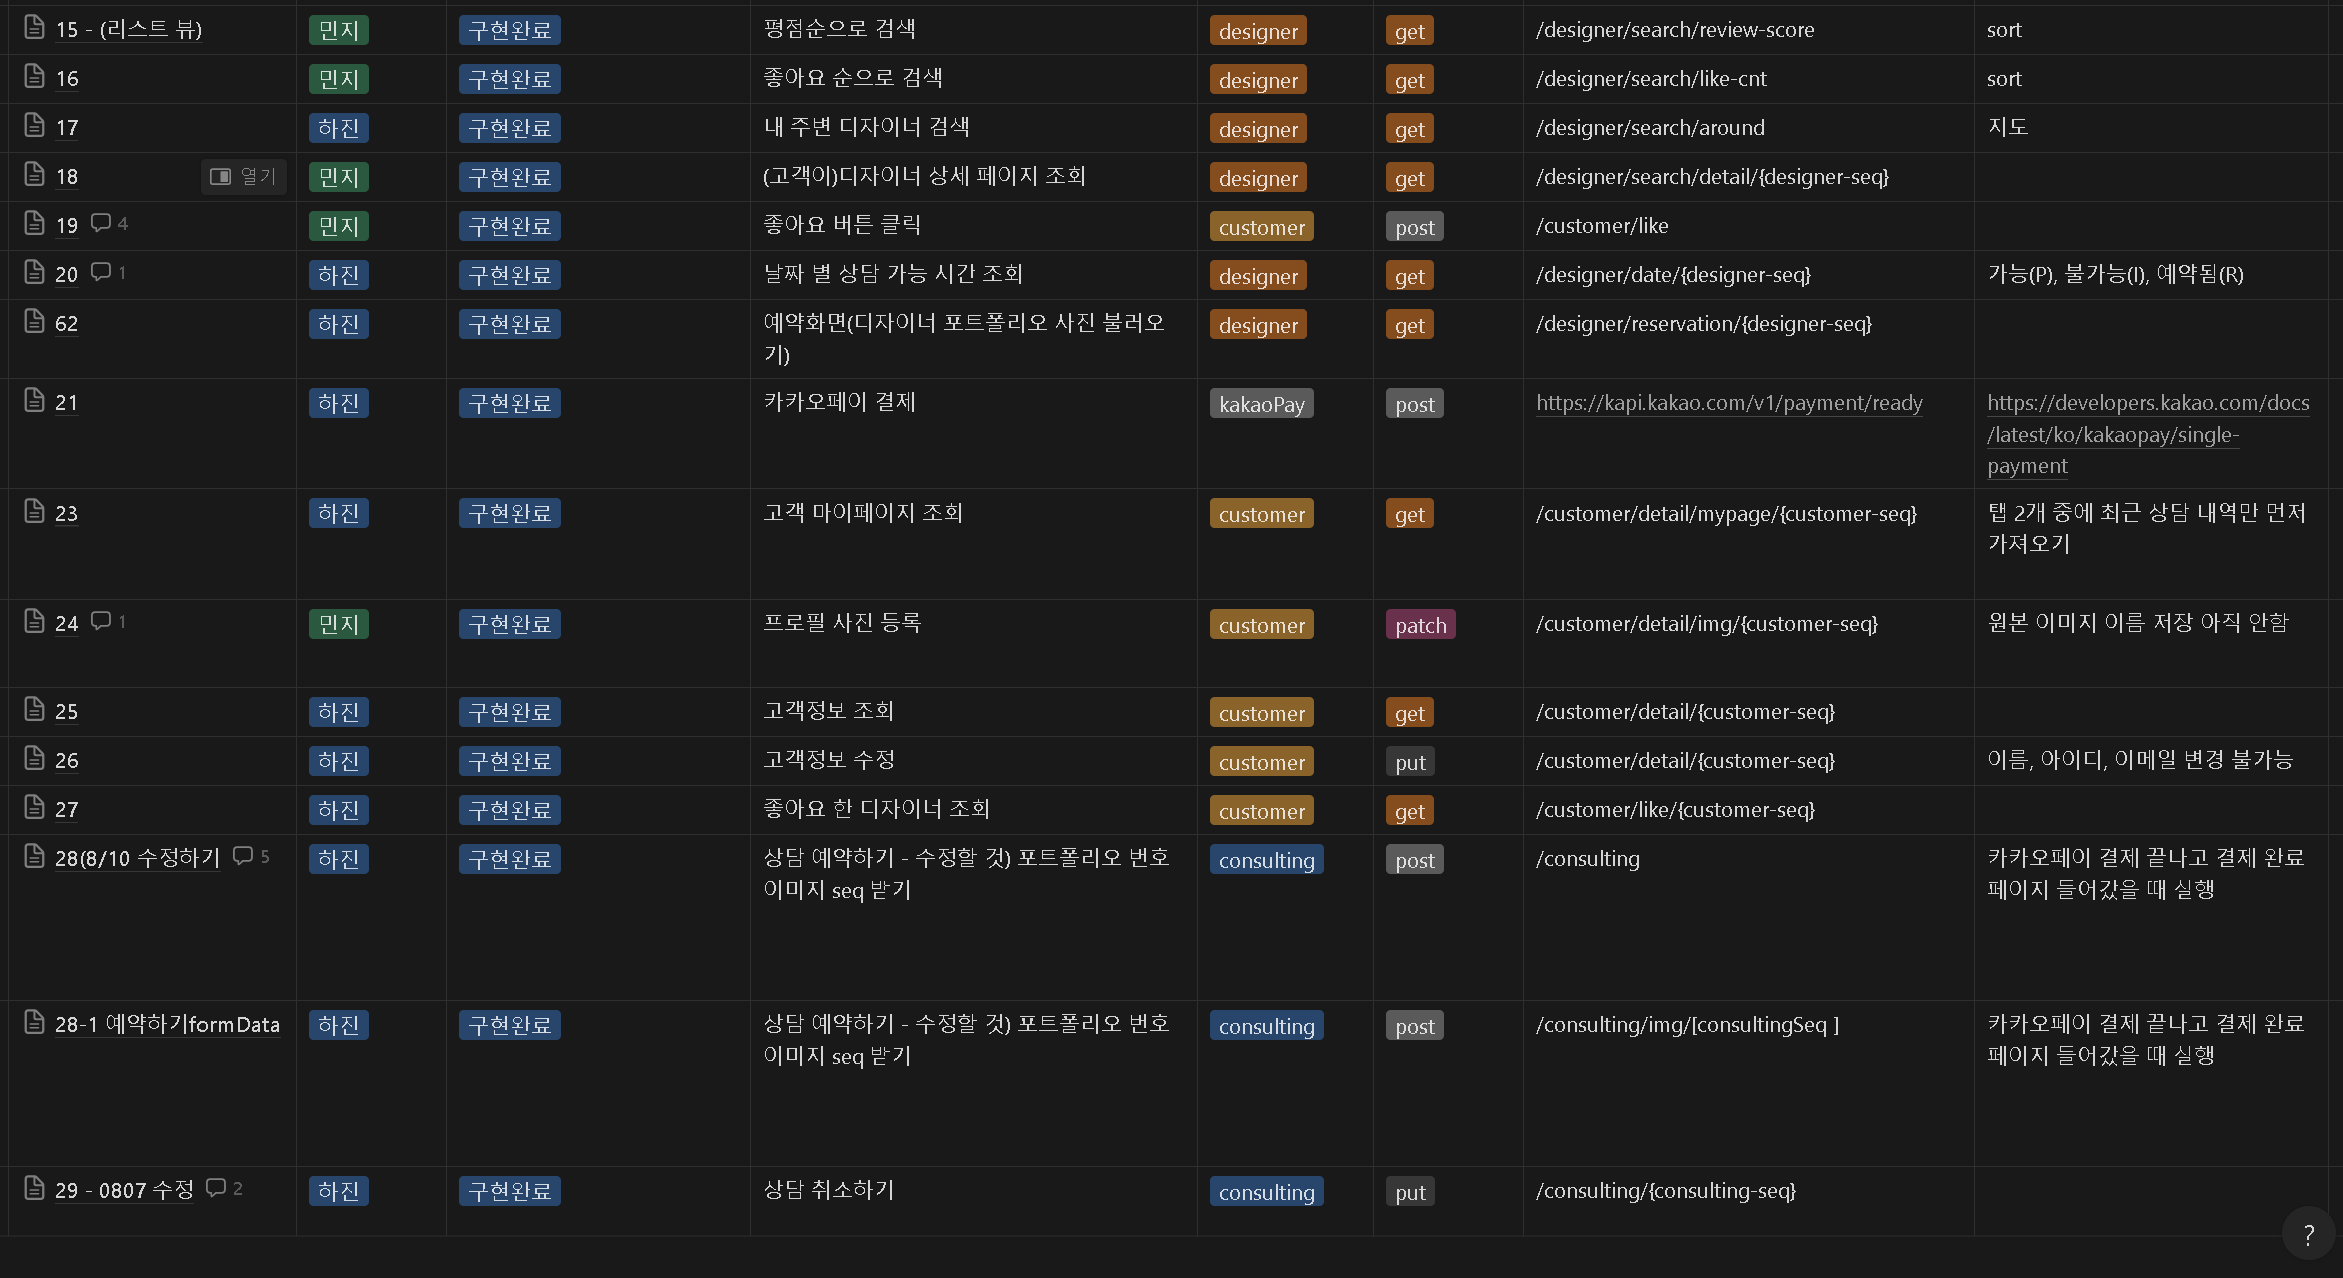 15 - (리스트 뷰) 민지 구현완료 평점순으로 검색 designer get /designer/search/review-score sort
16 민지 구현완료 좋아요 순으로 검색 designer get /designer/search/like-cnt sort
17 하진 구현완료 내 주변 디자이너 검색 designer get /designer/search/around 지도
18 열기 민지 구현완료 (고객이)디자이너 상세 페이지 조회 designer get /designer/search/detail/{designer-seq}
19 4 민지 구현완료 좋아요 버튼 클릭 customer post /customer/like
20 1 하진 구현완료 날짜 별 상담 가능 시간 조회 designer get /designer/date/{designer-seq} 가능(P), 불가능(I), 예약됨(R)
62 하진 구현완료 예약화면(디자이너 포트폴리오 사진 불러오 designer get /designer/reservation/{designer-seq}
기)
21 하진 구현완료 카카오페이 결제 kakaoPay post https://kapi.kakao.com/v1/payment/ready https://developers.kakao.com/docs
/latest/ko/kakaopay/single-
payment
23 하진 구현완료 고객 마이페이지 조회 customer get /customer/detail/mypage/{customer-seq} 탭 2개 중에 최근 상담 내역만 먼저
가져오기
24 1 민지 구현완료 프로필 사진 등록 customer patch /customer/detail/img/{customer-seq} 원본 이미지 이름 저장 아직 안함
25 하진 구현완료 고객정보 조회 customer get /customer/detail/{customer-seq}
26 하진 구현완료 고객정보 수정 customer put /customer/detail/{customer-seq} 이름, 아이디, 이메일 변경 불가능
27 하진 구현완료 좋아요 한 디자이너 조회 customer get /customer/like/{customer-seq}
28(8/10 수정하기 5 하진 구현완료 상담 예약하기 - 수정할 것) 포트폴리오 번호 consulting post /consulting 카카오페이 결제 끝나고 결제 완료
이미지 seq 받기 페이지 들어갔을 때 실행
28-1 예약하기formData 하진 구현완료 상담 예약하기 - 수정할 것) 포트폴리오 번호 consulting post /consulting/img/[consultingSeq ] 카카오페이 결제 끝나고 결제 완료
이미지 seq 받기 페이지 들어갔을 때 실행
29 - 0807 수정 2 하진 구현완료 상담 취소하기 consulting put /consulting/{consulting-seq}
?